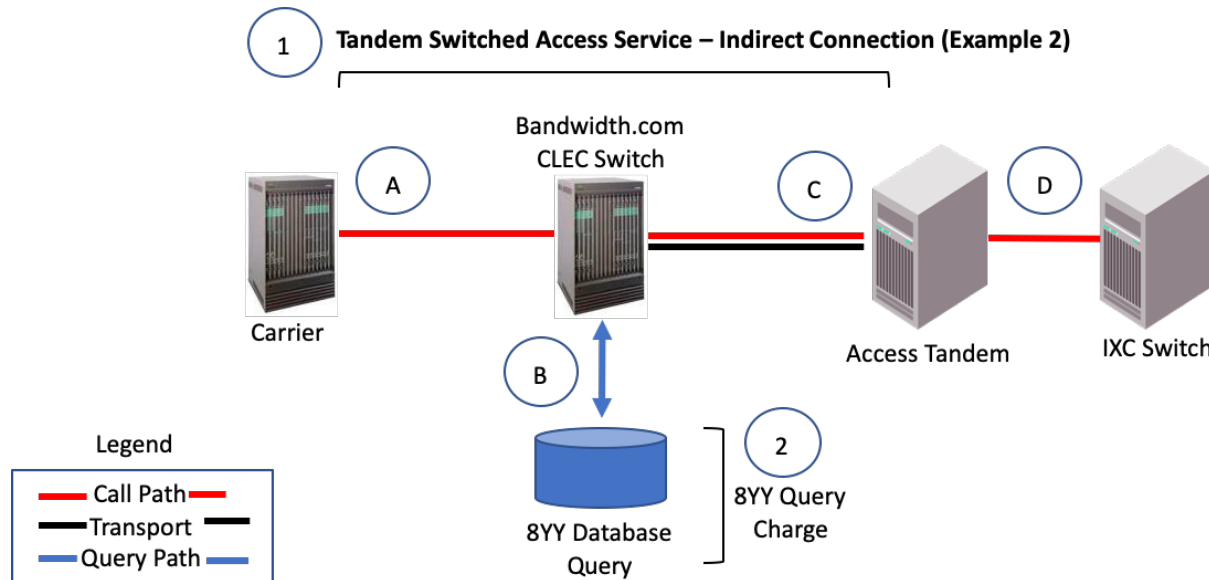 1
Tandem Switched Access Service – Indirect Connection (Example 2)
Bandwidth.com
CLEC Switch
A
C
D
Carrier
Access Tandem
IXC Switch
B
Legend
Call Path
Transport
Query Path
8YY Database
Query
2
8YY Query
Charge